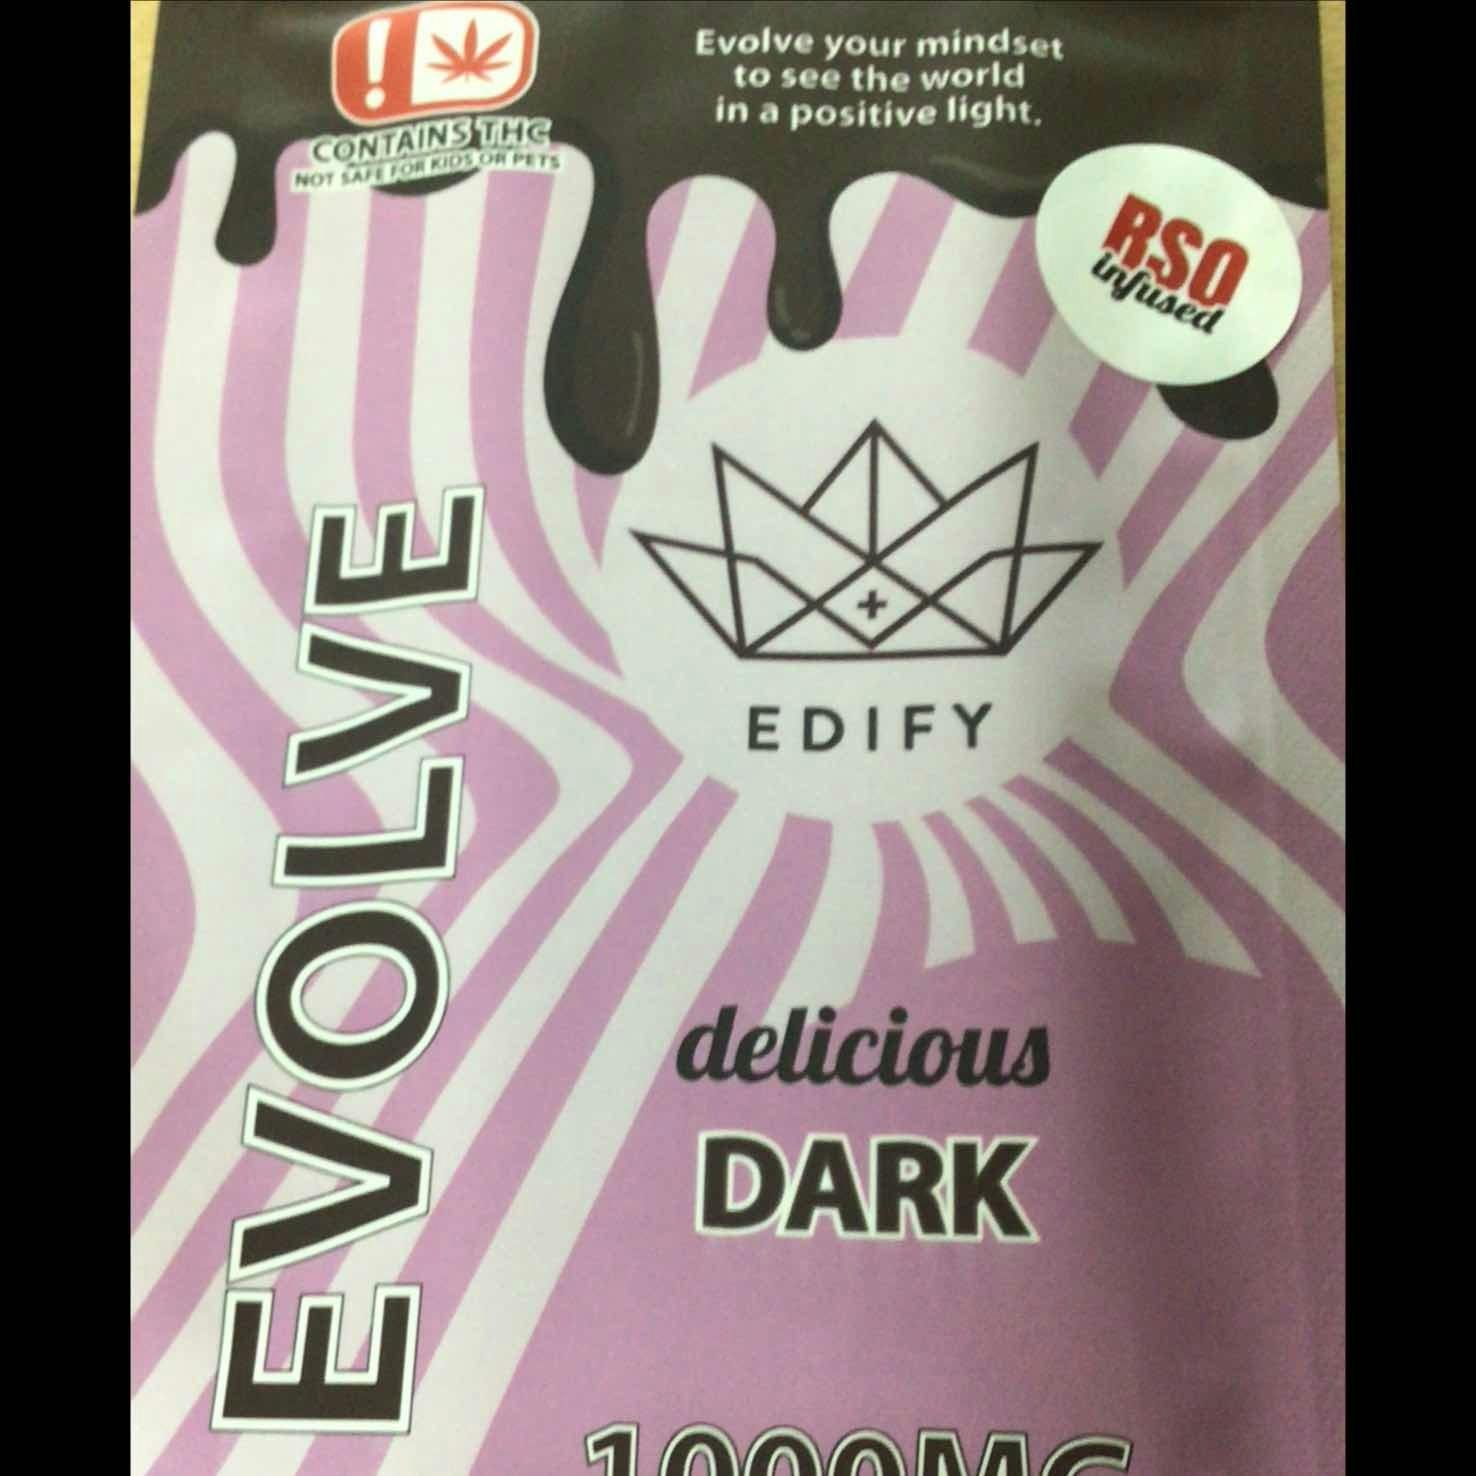 CONTAINS THC
NOT SAFE FOR KIDS OR PETS
Evolve your mindset
to see the world
in a positive light.
RSO
infused
EVOLVE
EDIFY
delicious
DARK
1000MG